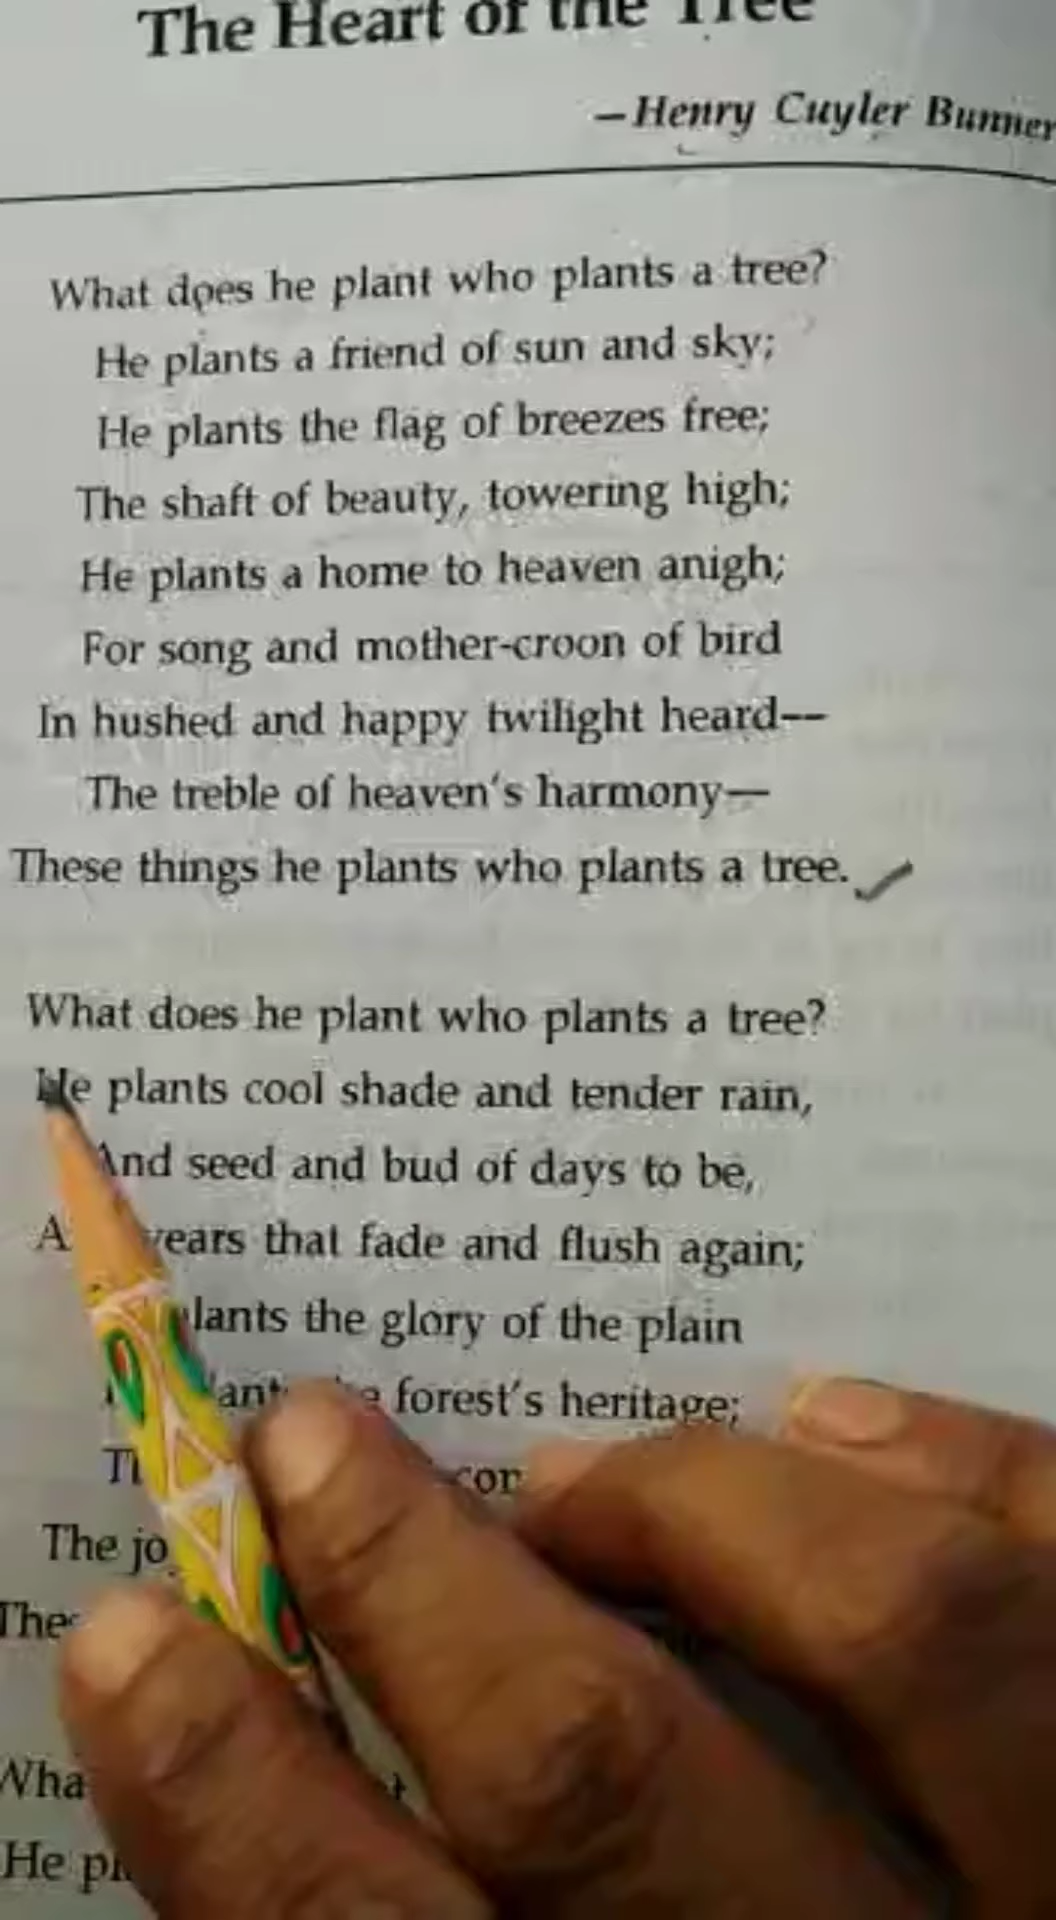 The Heart of the Tree
—Henry Cuyler Bunner
What does he plant who plants a tree?
He plants a friend of sun and sky;
He plants the flag of breezes free;
The shaft of beauty, towering high;
He plants a home to heaven anigh;
For song and mother-croon of bird
In hushed and happy twilight heard--
The treble of heaven's harmony—
These things he plants who plants a tree.
What does he plant who plants a tree?
He plants cool shade and tender rain,
And seed and bud of days to be,
years that fade and flush again;
plants the glory of the plain
forest's heritage;
The
He